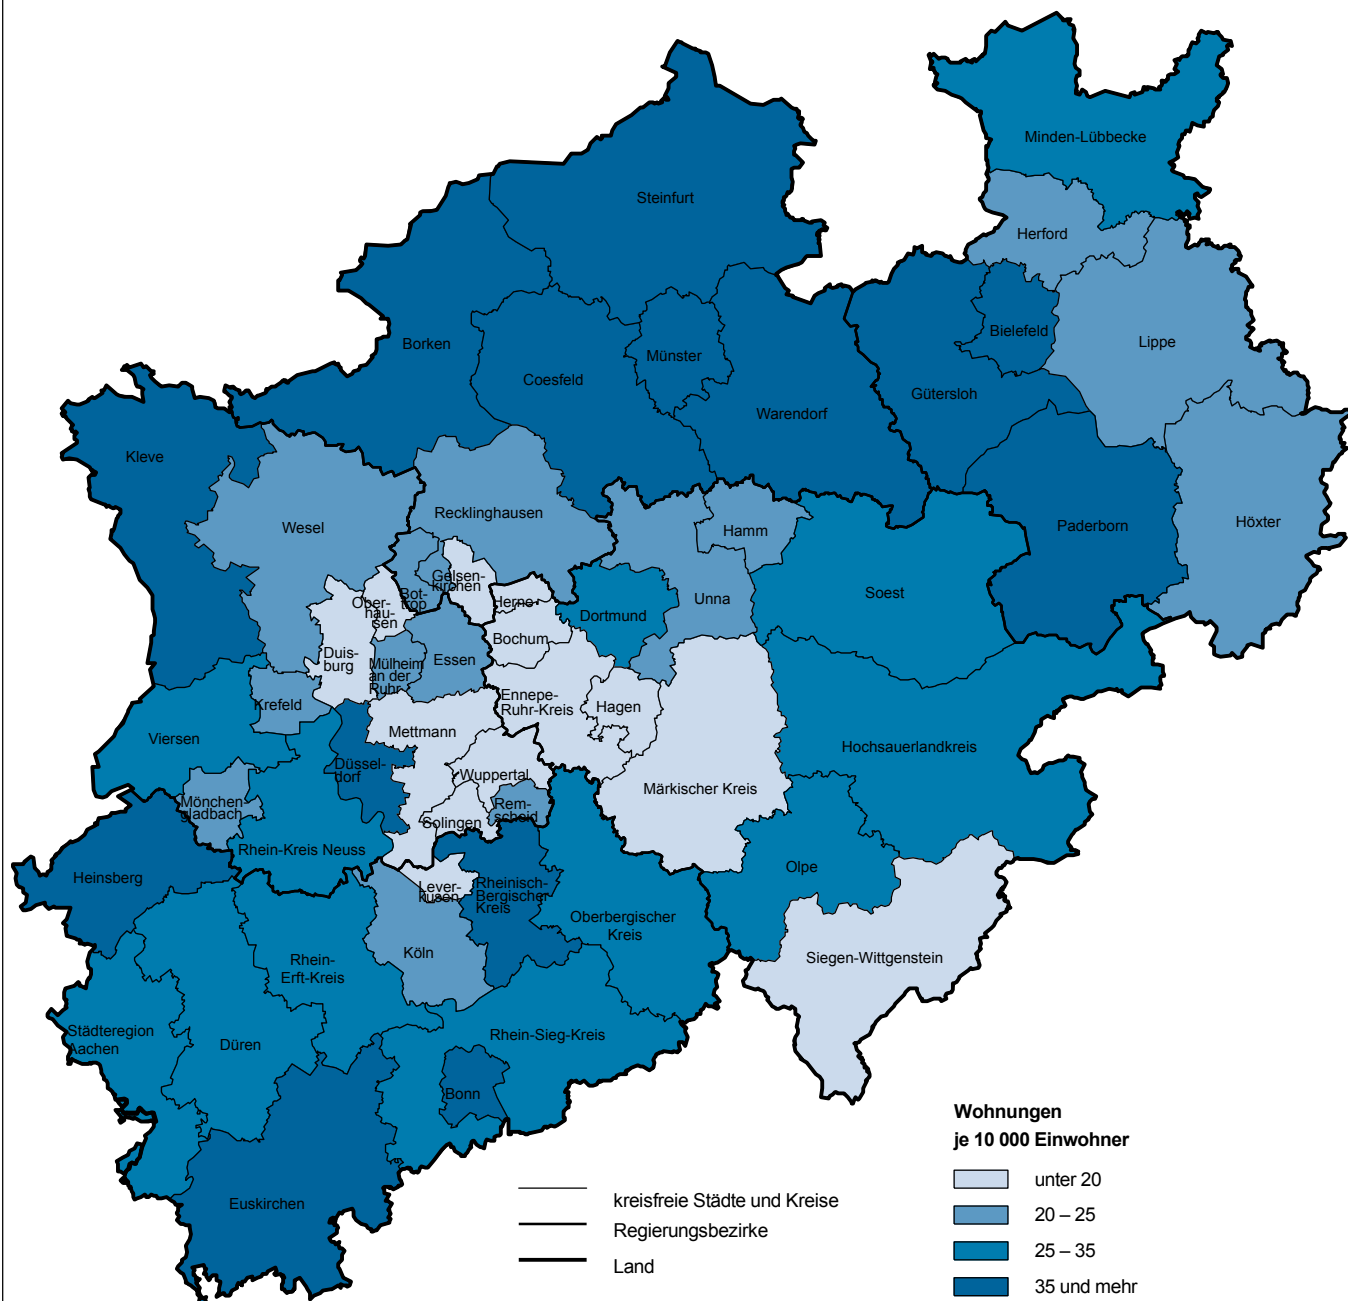 Minden-Lübbecke
Steinfurt
Herford
Bielefeld
Lippe
Borken
Münster
Coesfeld
Gütersloh
Warendorf
Kleve
Recklinghausen
Wesel
Hamm
Paderborn
Höxter
Gelsen-
kirchen
Bot-
trop
Ober-
hau-
sen
Herne
Dortmund
Unna
Soest
Bochum
Duis-
burg
Mülheim
an der
Ruhr
Essen
Krefeld
Ennepe-
Ruhr-Kreis
Hagen
Viersen
Mettmann
Hochsauerlandkreis
Düssel-
dorf
Wuppertal
Märkischer Kreis
Mönchen-
gladbach
Rem-
scheid
Solingen
Rhein-Kreis Neuss
Olpe
Heinsberg
Lever-
kusen
Rheinisch-
Bergischer
Kreis
Oberbergischer
Kreis
Köln
Rhein-
Erft-Kreis
Siegen-Wittgenstein
Städteregion
Aachen
Düren
Rhein-Sieg-Kreis
Bonn
Euskirchen
kreisfreie Städte und Kreise
Regierungsbezirke
Land
Wohnungen
je 10 000 Einwohner
unter 20
20 – 25
25 – 35
35 und mehr